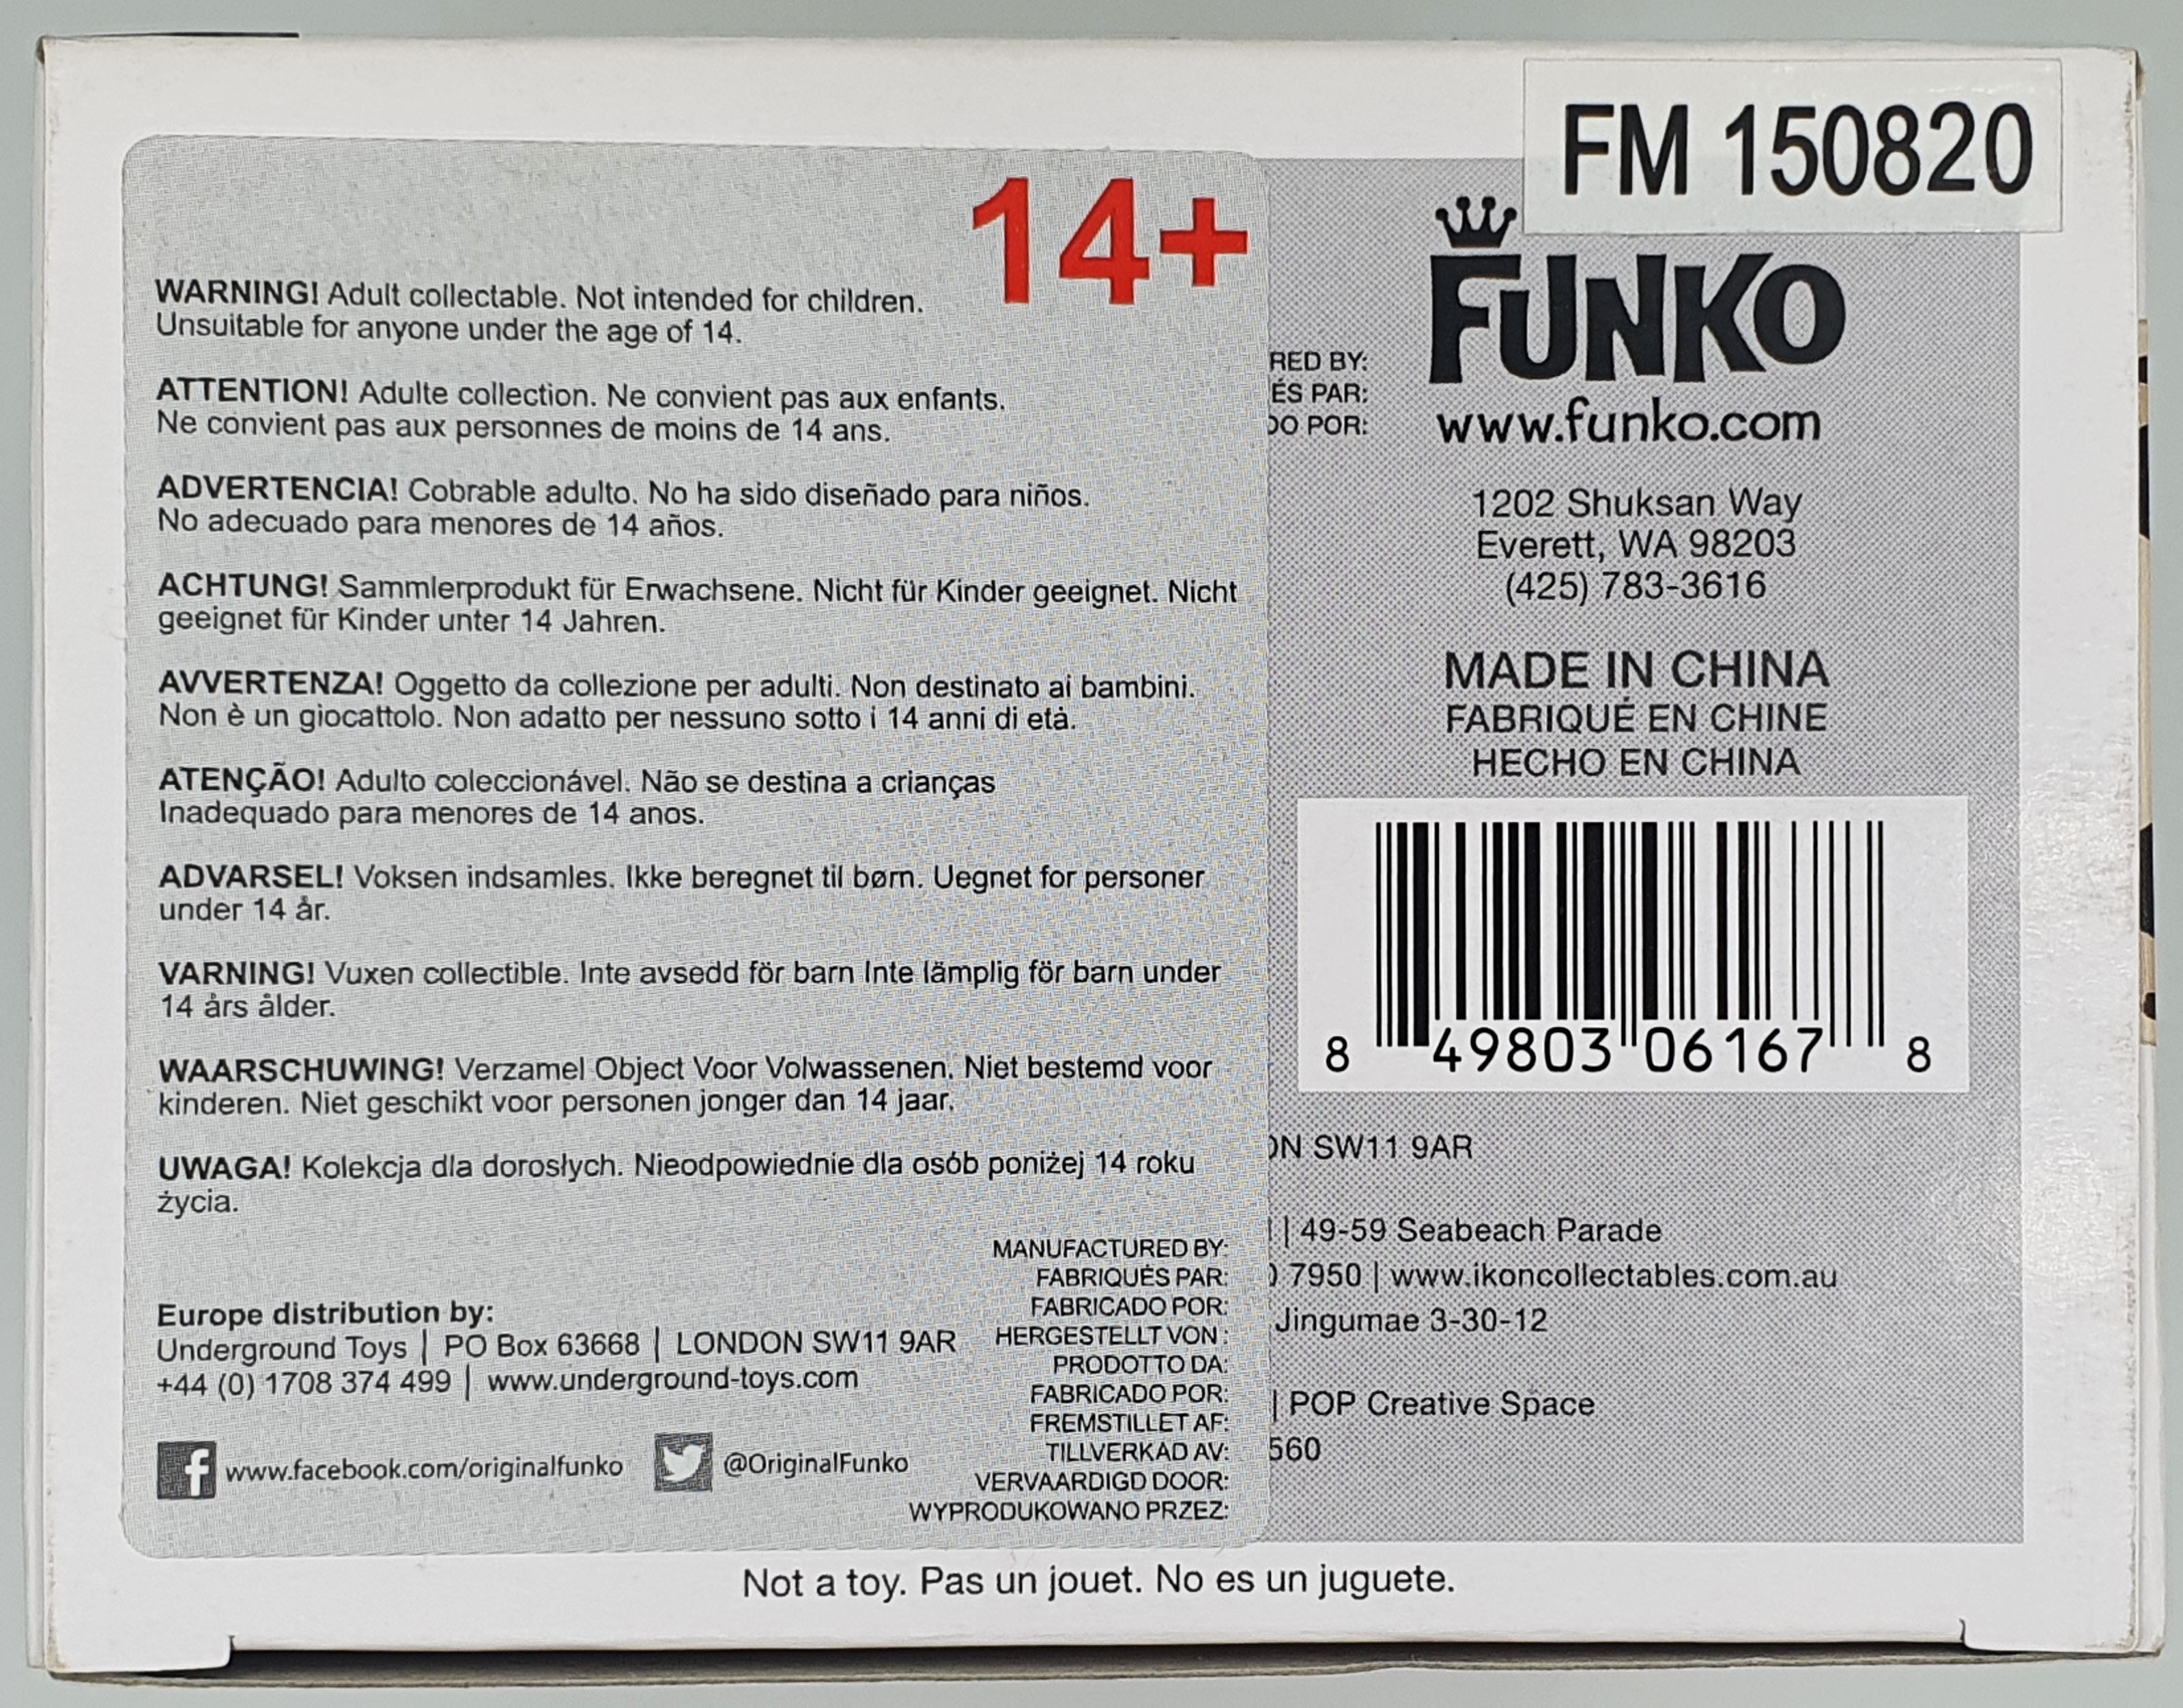 FM 150820
14+
WARNING! Adult collectable. Not intended for children.
Unsuitable for anyone under the age of 14.
ATTENTION! Adulte collection. Ne convient pas aux enfants.
Ne convient pas aux personnes de moins de 14 ans.
ADVERTENCIA! Cobrable adulto. No ha sido diseñado para niños.
No adecuado para menores de 14 años.
ACHTUNG! Sammlerprodukt für Erwachsene. Nicht für Kinder geeignet. Nicht
geeignet für Kinder unter 14 Jahren.
AVVERTENZA! Oggetto da collezione per adulti. Non destinato ai bambini.
Non è un giocattolo. Non adatto per nessuno sotto i 14 anni di età.
ATENÇÃO! Adulto coleccionável. Não se destina a crianças
Inadequado para menores de 14 anos.
ADVARSEL! Voksen indsamles. Ikke beregnet til børn. Uegnet for personer
under 14 år.
VARNING! Vuxen collectible. Inte avsedd för barn Inte lämplig för barn under
14 års ålder.
WAARSCHUWING! Verzamel Object Voor Volwassenen. Niet bestemd voor
kinderen. Niet geschikt voor personen jonger dan 14 jaar.
UWAGA! Kolekcja dla dorosłych. Nieodpowiednie dla osób poniżej 14 roku
życia.
Europe distribution by:
Underground Toys | PO Box 63668 | LONDON SW11 9AR
+44 (0) 1708 374 499 | www.underground-toys.com
www.facebook.com/originalfunko
@OriginalFunko
MANUFACTURED BY:
FABRIQUÉS PAR:
FABRICADO POR:
HERGESTELLT VON:
PRODOTTO DA:
FABRICADO POR:
FREMSTILLET AF:
TILLVERKAD AV:
VERVAARDIGD DOOR:
WYPRODUKOWANO PRZEZ:
RED BY:
ÉS PAR:
DO POR:
FUNKO
www.funko.com
1202 Shuksan Way
Everett, WA 98203
(425) 783-3616
MADE IN CHINA
FABRIQUÉ EN CHINE
HECHO EN CHINA
8 49803 06167 8
ON SW11 9AR
| 49-59 Seabeach Parade
7950 | www.ikoncollectables.com.au
Jingumae 3-30-12
| POP Creative Space
560
Not a toy. Pas un jouet. No es un juguete.